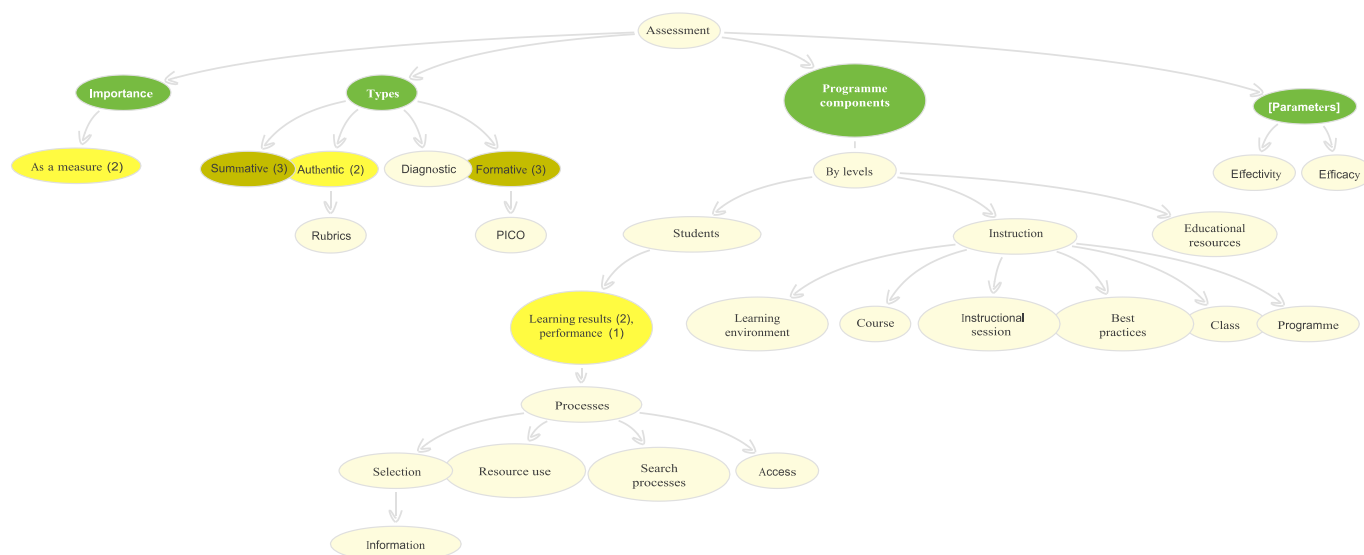 Assessment
Importance
Types
Programme
components
[Parameters]
As a measure (2)
Summative (3)
Authentic (2)
Diagnostic
Formative (3)
By levels
Effectivity
Efficacy
Rubrics
PICO
Students
Instruction
Educational
resources
Learning results (2),
performance (1)
Learning
environment
Course
Instructional
session
Best
practices
Class
Programme
Processes
Selection
Resource use
Search
processes
Access
Information